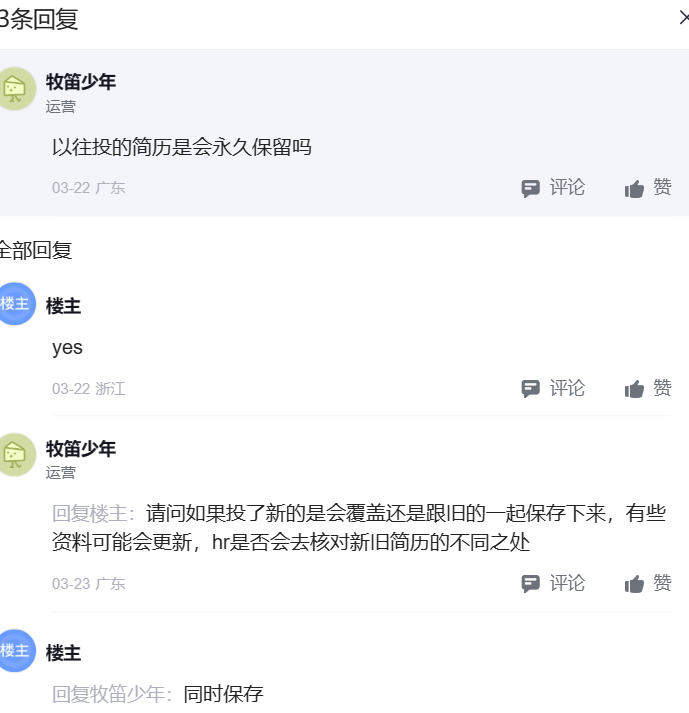 3条回复
牧笛少年
运营
以往投的简历是会永久保留吗
03-22 广东 评论 赞
全部回复
楼主 楼主
yes
03-22 浙江 评论 赞
牧笛少年
运营
回复楼主：请问如果投了新的是会覆盖还是跟旧的一起保存下来，有些
资料可能会更新，hr是否会去核对新旧简历的不同之处
03-23 广东 评论 赞
楼主 楼主
回复牧笛少年：同时保存